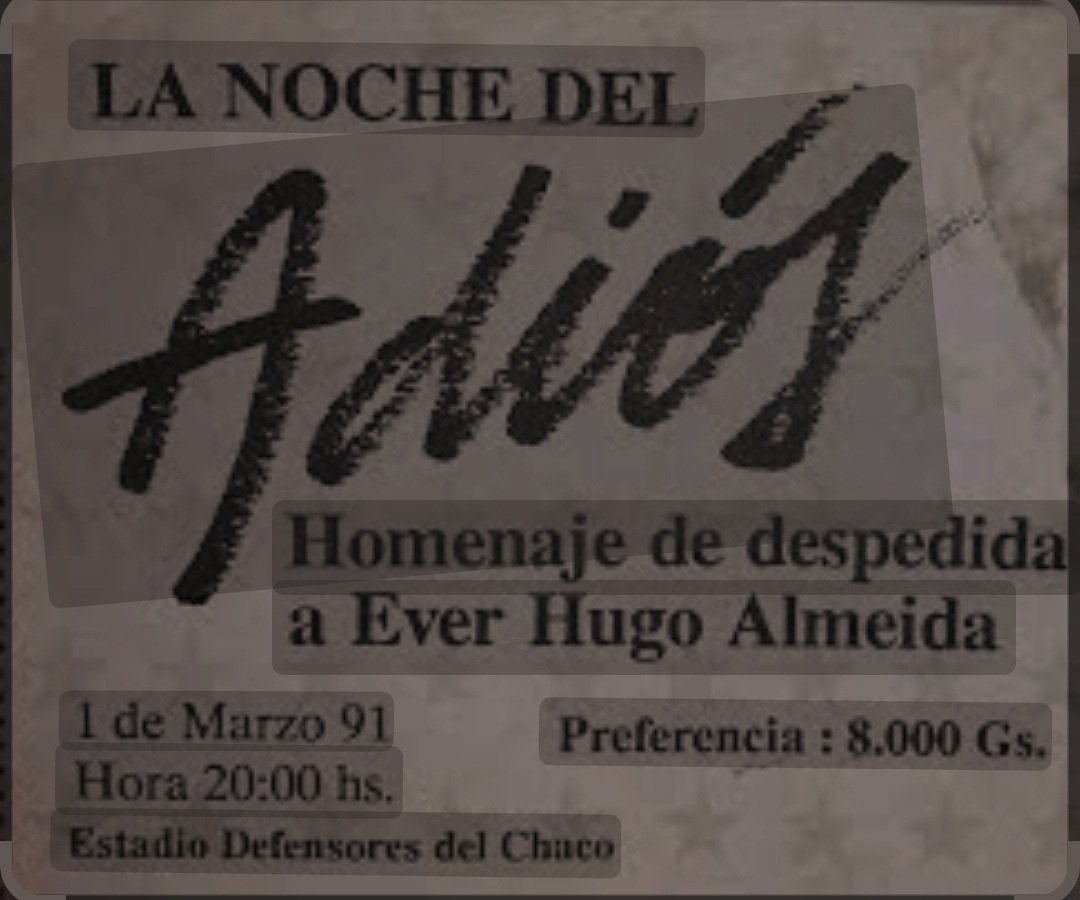 LA NOCHE DEL
Adiós
Homenaje de despedida
a Ever Hugo Almeida
1 de Marzo 91
Hora 20:00 hs.
Preferencia : 8.000 Gs.
Estadio Defensores del Chaco